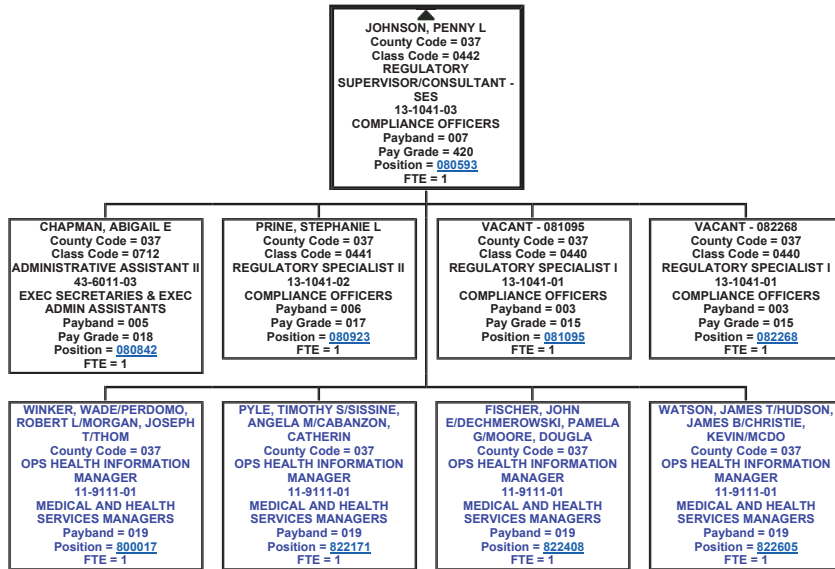 JOHNSON, PENNY L
County Code = 037
Class Code = 0442
REGULATORY
SUPERVISOR/CONSULTANT -
SES
13-1041-03
COMPLIANCE OFFICERS
Payband = 007
Pay Grade = 420
Position = 080593
FTE = 1
CHAPMAN, ABIGAIL E
County Code = 037
Class Code = 0712
ADMINISTRATIVE ASSISTANT II
43-6011-03
EXEC SECRETARIES & EXEC
ADMIN ASSISTANTS
Payband = 005
Pay Grade = 018
Position = 080842
FTE = 1
PRINE, STEPHANIE L
County Code = 037
Class Code = 0441
REGULATORY SPECIALIST II
13-1041-02
COMPLIANCE OFFICERS
Payband = 006
Pay Grade = 017
Position = 080923
FTE = 1
VACANT - 081095
County Code = 037
Class Code = 0440
REGULATORY SPECIALIST I
13-1041-01
COMPLIANCE OFFICERS
Payband = 003
Pay Grade = 015
Position = 081095
FTE = 1
VACANT - 082268
County Code = 037
Class Code = 0440
REGULATORY SPECIALIST I
13-1041-01
COMPLIANCE OFFICERS
Payband = 003
Pay Grade = 015
Position = 082268
FTE = 1
WINKER, WADE/PERDOMO,
ROBERT L/MORGAN, JOSEPH
T/THOM
County Code = 037
OPS HEALTH INFORMATION
MANAGER
11-9111-01
MEDICAL AND HEALTH
SERVICES MANAGERS
Payband = 019
Position = 800017
FTE = 1
PYLE, TIMOTHY S/SISSINE,
ANGELA M/CABANZON,
CATHERIN
County Code = 037
OPS HEALTH INFORMATION
MANAGER
11-9111-01
MEDICAL AND HEALTH
SERVICES MANAGERS
Payband = 019
Position = 822171
FTE = 1
FISCHER, JOHN
E/DECHMEROWSKI, PAMELA
G/MOORE, DOUGLA
County Code = 037
OPS HEALTH INFORMATION
MANAGER
11-9111-01
MEDICAL AND HEALTH
SERVICES MANAGERS
Payband = 019
Position = 822408
FTE = 1
WATSON, JAMES T/HUDSON,
JAMES B/CHRISTIE,
KEVIN/MCDO
County Code = 037
OPS HEALTH INFORMATION
MANAGER
11-9111-01
MEDICAL AND HEALTH
SERVICES MANAGERS
Payband = 019
Position = 822605
FTE = 1